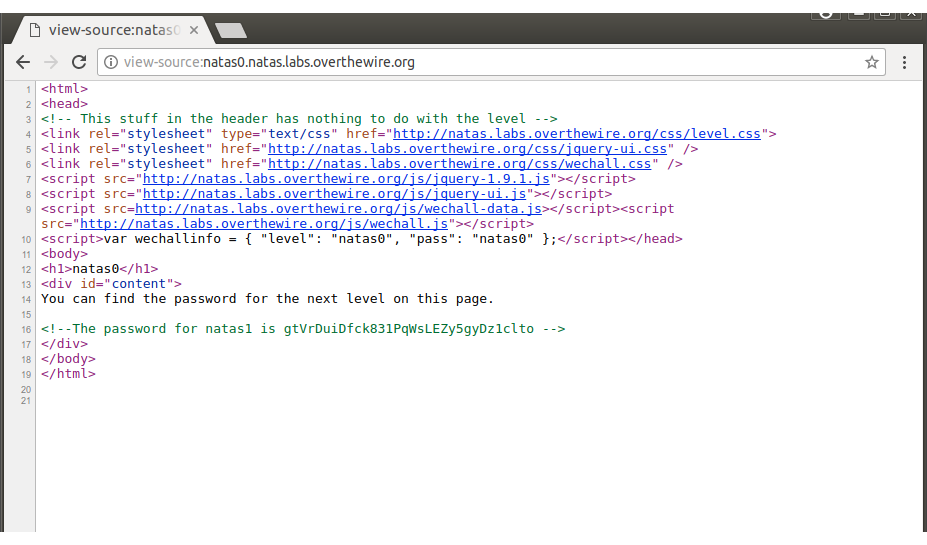 view-source:natas0
view-source:natas0.natas.labs.overthewire.org
1 <html>
2 <head>
3 <!-- This stuff in the header has nothing to do with the level -->
4 <link rel="stylesheet" type="text/css" href="http://natas.labs.overthewire.org/css/level.css">
5 <link rel="stylesheet" href="http://natas.labs.overthewire.org/css/jquery-ui.css" />
6 <link rel="stylesheet" href="http://natas.labs.overthewire.org/css/wechall.css" />
7 <script src="http://natas.labs.overthewire.org/js/jquery-1.9.1.js"></script>
8 <script src="http://natas.labs.overthewire.org/js/jquery-ui.js"></script>
9 <script src=http://natas.labs.overthewire.org/js/wechall-data.js></script><script
src="http://natas.labs.overthewire.org/js/wechall.js"></script>
10 <script>var wechallinfo = { "level": "natas0", "pass": "natas0" };</script></head>
11 <body>
12 <h1>natas0</h1>
13 <div id="content">
14 You can find the password for the next level on this page.
15
16 <!--The password for natas1 is gtVrDuiDfck831PqWsLEZy5gyDz1clto -->
17 </div>
18 </body>
19 </html>
20
21